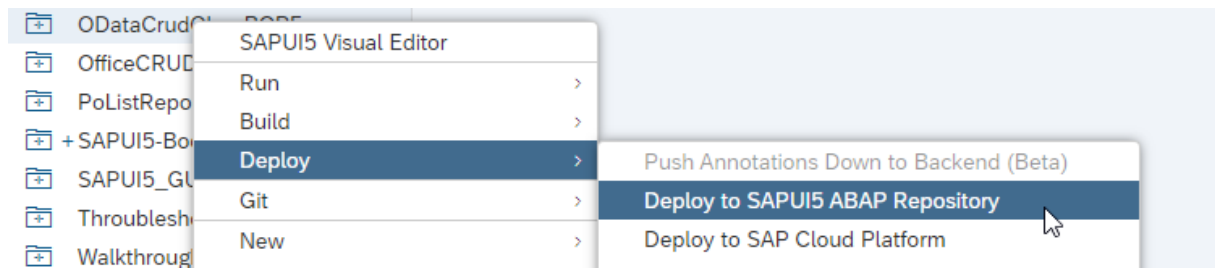 ODataCrud
SAPUI5 Visual Editor
OfficeCRUD
Run
PoListRepo
Build
+ SAPUI5-Bo
Deploy
Push Annotations Down to Backend (Beta)
SAPUI5_GU
Git
Deploy to SAPUI5 ABAP Repository
Throublesh
New
Deploy to SAP Cloud Platform
Walkthroug